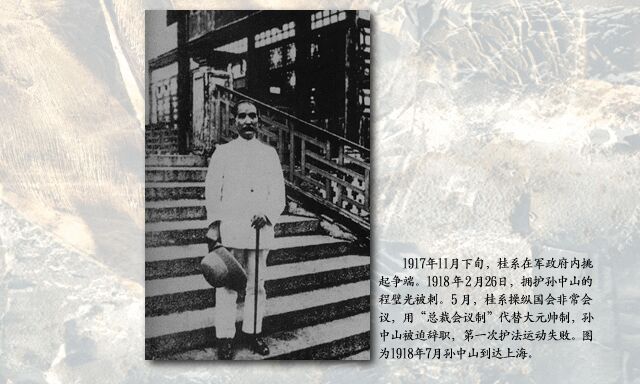 1917年11月下旬，桂系在军政府内挑
起争端。1918年2月26日，拥护孙中山的
程璧光被刺。5月，桂系操纵国会非常会
议，用“总裁会议制”代替大元帅制，孙
中山被迫辞职，第一次护法运动失败。图
为1918年7月孙中山到达上海。